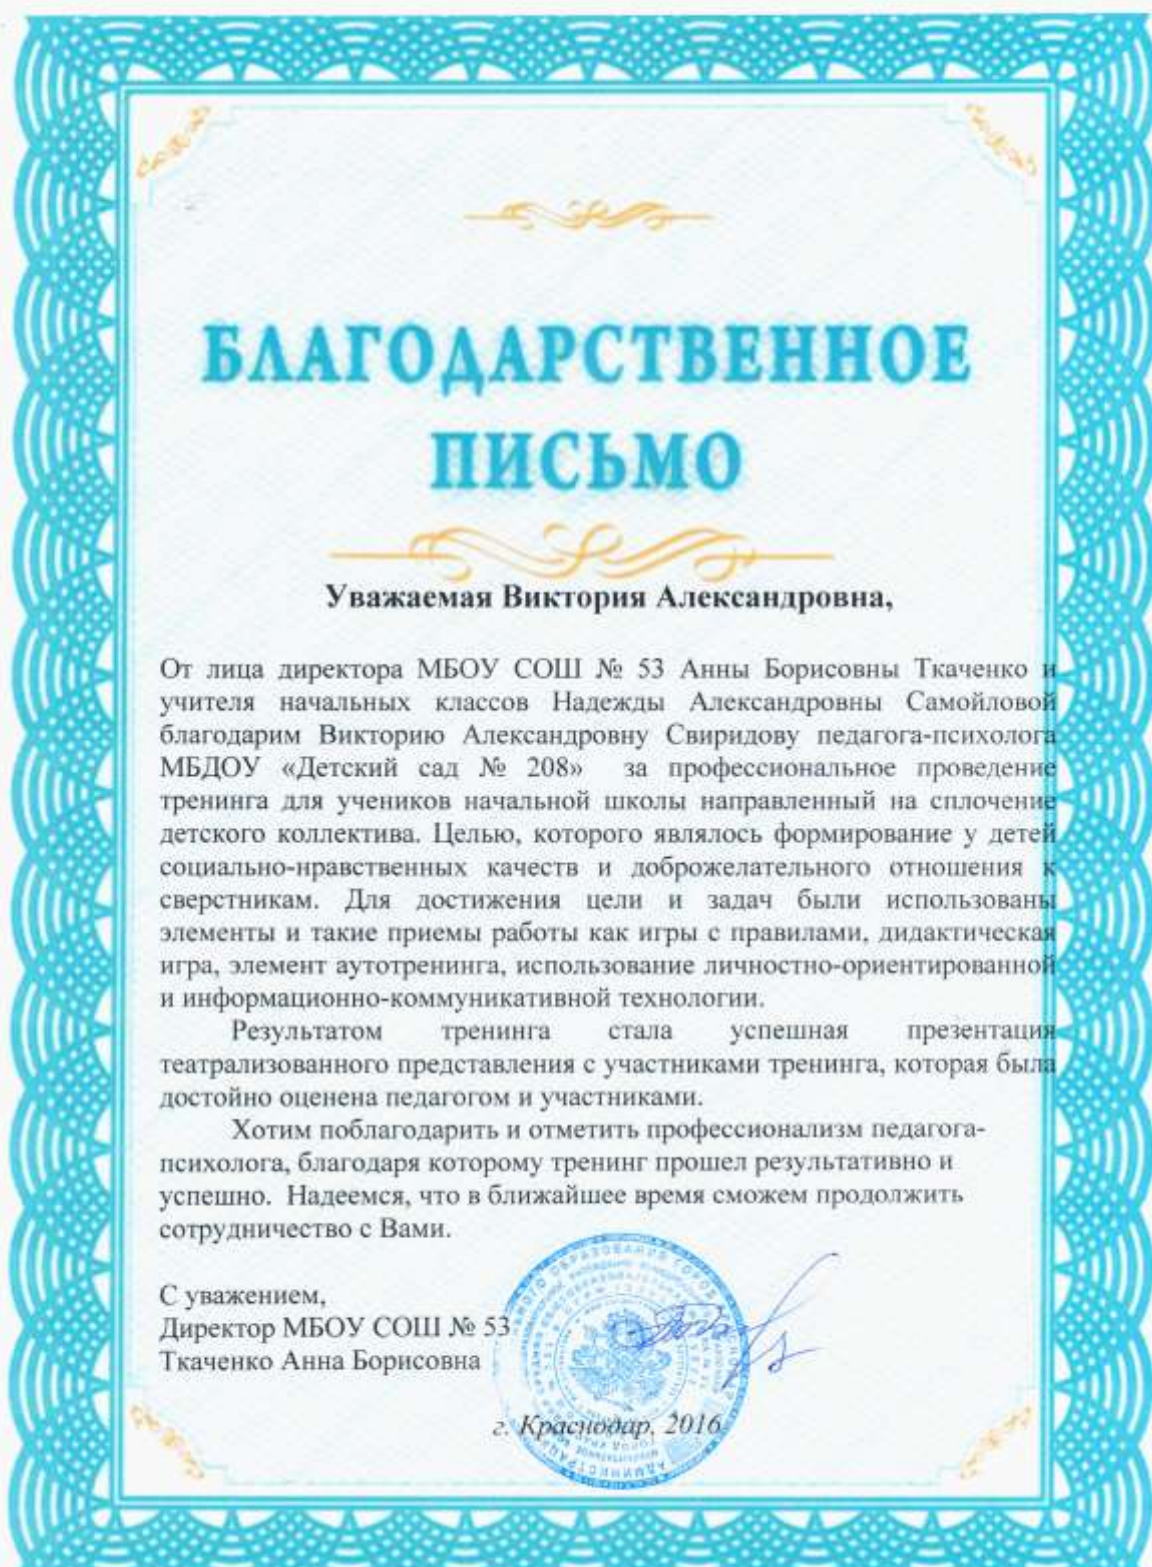 БЛАГОДАРСТВЕННОЕ
ПИСЬМО
Уважаемая Виктория Александровна,
От лица директора МБОУ СОШ № 53 Анны Борисовны Ткаченко и
учителя начальных классов Надежды Александровны Самойловой
благодарим Викторию Александровну Свиридову педагога-психолога
МБДОУ «Детский сад № 208» за профессиональное проведение
тренинга для учеников начальной школы направленный на сплочение
детского коллектива. Целью, которого являлось формирование у детей
социально-нравственных качеств и доброжелательного отношения к
сверстникам. Для достижения цели и задач были использованы
элементы и такие приемы работы как игры с правилами, дидактическая
игра, элемент аутотренинга, использование личностно-ориентированной
и информационно-коммуникативной технологии.
Результатом тренинга стала успешная презентация
театрализованного представления с участниками тренинга, которая была
достойно оценена педагогом и участниками.
Хотим поблагодарить и отметить профессионализм педагога-
психолога, благодаря которому тренинг прошел результативно и
успешно. Надеемся, что в ближайшее время сможем продолжить
сотрудничество с Вами.
С уважением,
Директор МБОУ СОШ № 53
Ткаченко Анна Борисовна
г. Краснодар, 2016